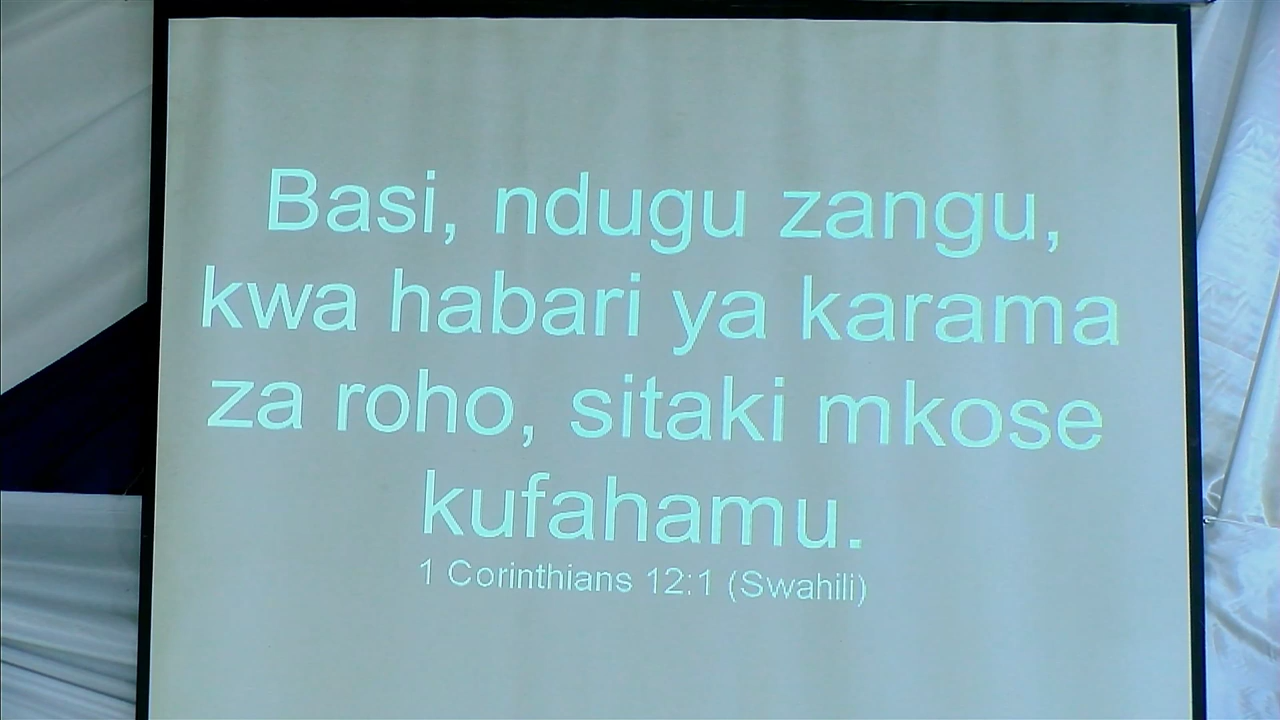 Basi, ndugu zangu,
kwa habari ya karama
za roho, sitaki mkose
kufahamu.
1 Corinthians 12:1 (Swahili)